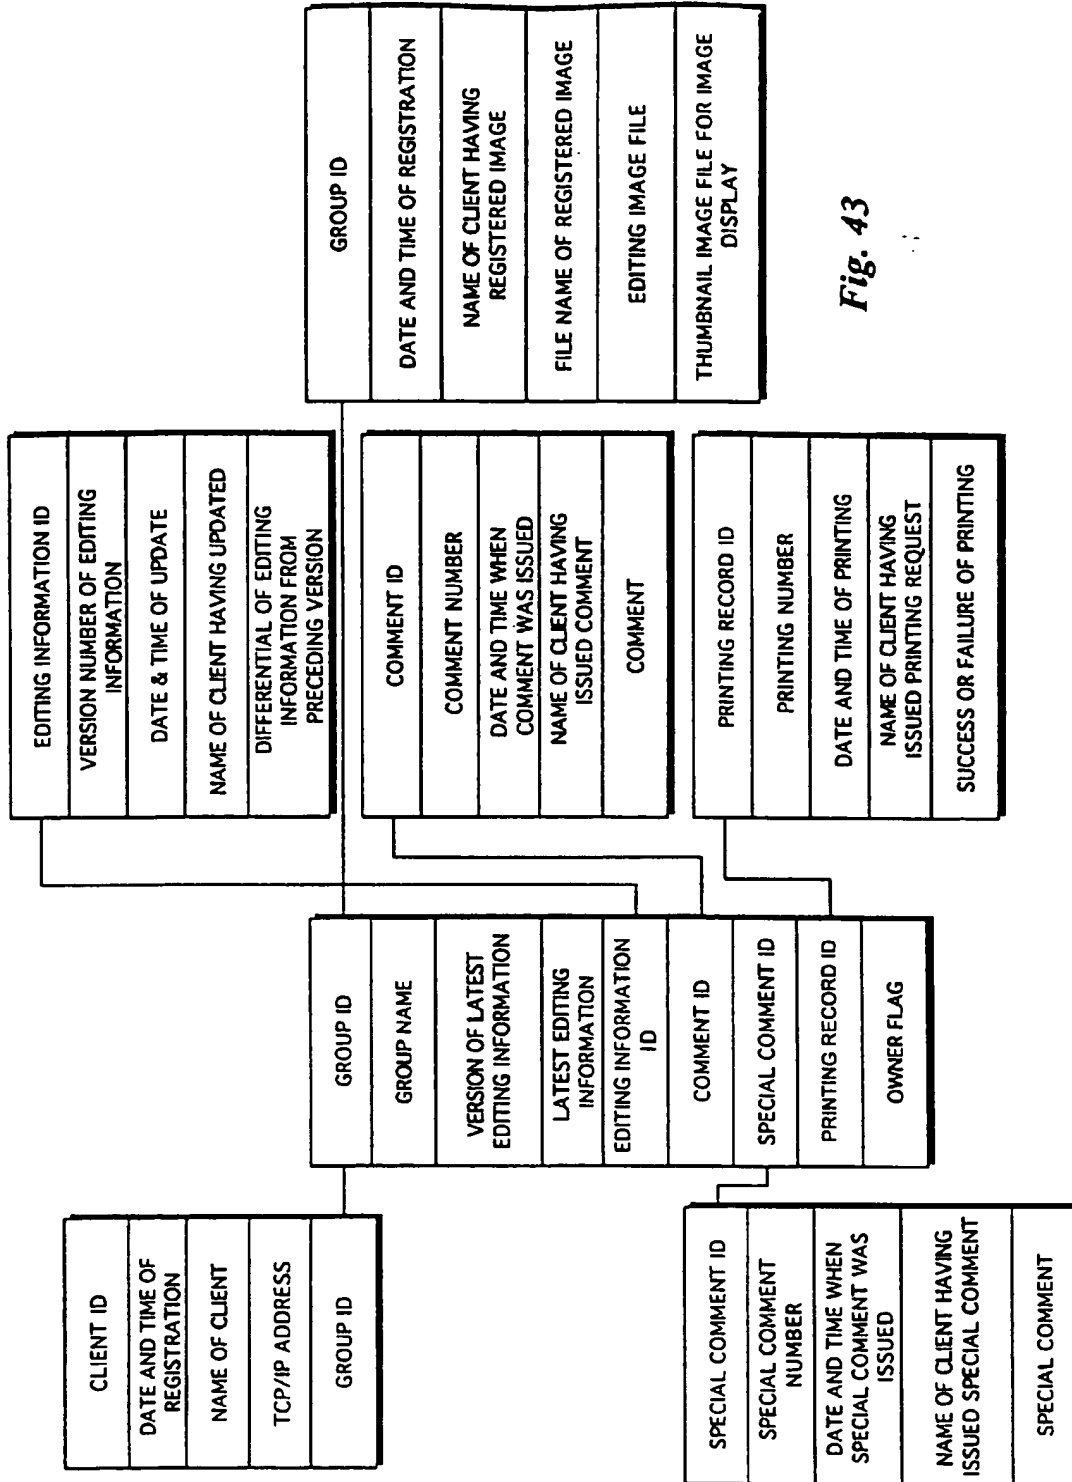 CLIENT ID
DATE AND TIME OF
REGISTRATION
NAME OF CLIENT
TCP/IP ADDRESS
GROUP ID
SPECIAL COMMENT ID
SPECIAL COMMENT
NUMBER
DATE AND TIME WHEN
SPECIAL COMMENT WAS
ISSUED
NAME OF CLIENT HAVING
ISSUED SPECIAL COMMENT
SPECIAL COMMENT
GROUP ID
GROUP NAME
VERSION OF LATEST
EDITING INFORMATION
LATEST EDITING
INFORMATION
EDITING INFORMATION
ID
COMMENT ID
SPECIAL COMMENT ID
PRINTING RECORD ID
OWNER FLAG
EDITING INFORMATION ID
VERSION NUMBER OF EDITING
INFORMATION
DATE & TIME OF UPDATE
NAME OF CLIENT HAVING UPDATED
DIFFERENTIAL OF EDITING
INFORMATION FROM
PRECEDING VERSION
COMMENT ID
COMMENT NUMBER
DATE AND TIME WHEN
COMMENT WAS ISSUED
NAME OF CLIENT HAVING
ISSUED COMMENT
COMMENT
PRINTING RECORD ID
PRINTING NUMBER
DATE AND TIME OF PRINTING
NAME OF CLIENT HAVING
ISSUED PRINTING REQUEST
SUCCESS OR FAILURE OF PRINTING
GROUP ID
DATE AND TIME OF REGISTRATION
NAME OF CLIENT HAVING
REGISTERED IMAGE
FILE NAME OF REGISTERED IMAGE
EDITING IMAGE FILE
THUMBNAIL IMAGE FILE FOR IMAGE
DISPLAY
Fig. 43